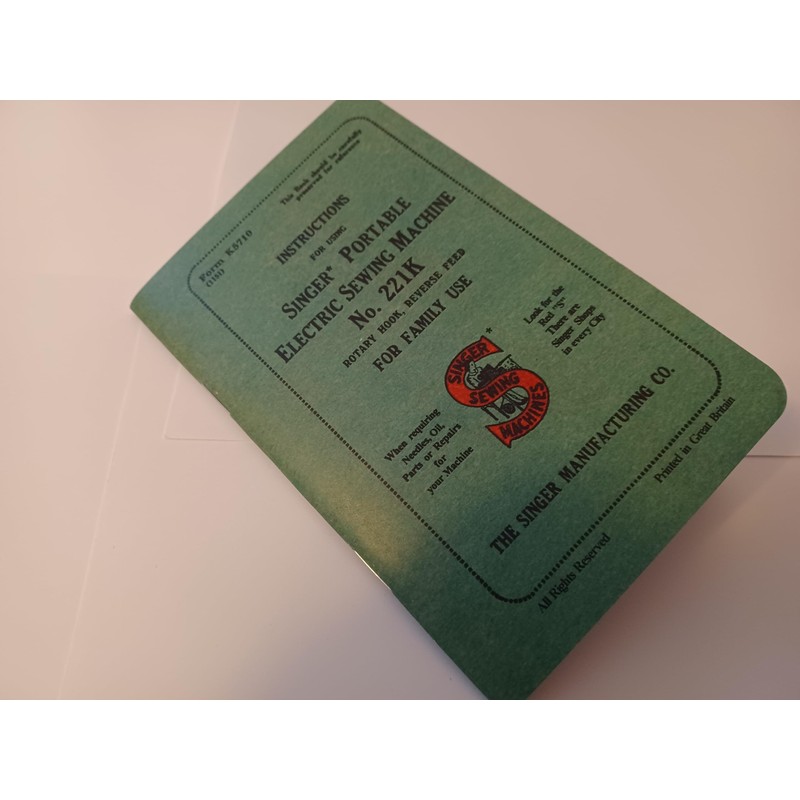 Form K5710
This Book should be carefully
preserved for reference
INSTRUCTIONS
FOR USING
SINGER* PORTABLE
ELECTRIC SEWING MACHINE
No. 221K
ROTARY HOOK, REVERSE FEED
FOR FAMILY USE
When requiring
Needles, Oil,
Parts or Repairs
for
your Machine
SINGER
SEWING
MACHINES
*
Look for the
Red "S"
There are
Singer Shops
in every City
THE SINGER MANUFACTURING CO.
All Rights Reserved
Printed in Great Britain